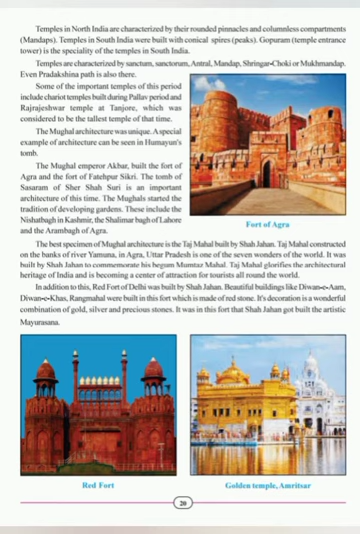 Temples in North India are characterized by their rounded pinnacles and columnless compartments
(Mandaps). Temples in South India were built with conical spires (peaks). Gopuram (temple entrance
tower) is the speciality of the temples in South India.
Temples are characterized by sanctum, sanctorum, Antral, Mandap, Shringar-Choki or Mukhmandap.
Even Pradakshina path is also there.
Some of the important temples of this period
include chariot temples built during Pallav period and
Rajrajeshwar temple at Tanjore, which was
considered to be the tallest temple of that time.
The Mughal architecture was unique. A special
example of architecture can be seen in Humayun's
tomb.
The Mughal emperor Akbar, built the fort of
Agra and the fort of Fatehpur Sikri. The tomb of
Sasaram of Sher Shah Suri is an important
architecture of this time. The Mughals started the
tradition of developing gardens. These include the
Nishatbagh in Kashmir, the Shalimar bagh of Lahore
and the Arambagh of Agra.
Fort of Agra
The best specimen of Mughal architecture is the Taj Mahal built by Shah Jahan. Taj Mahal constructed
on the banks of river Yamuna, in Agra, Uttar Pradesh is one of the seven wonders of the world. It was
built by Shah Jahan to commemorate his begum Mumtaz Mahal. Taj Mahal glorifies the architectural
heritage of India and is becoming a center of attraction for tourists all round the world.
In addition to this, Red Fort of Delhi was built by Shah Jahan. Beautiful buildings like Diwan-e-Aam,
Diwan-e-Khas, Rangmahal were built in this fort which is made of red stone. It's decoration is a wonderful
combination of gold, silver and precious stones. It was in this fort that Shah Jahan got built the artistic
Mayurasana.
Red Fort
Golden temple, Amritsar
20